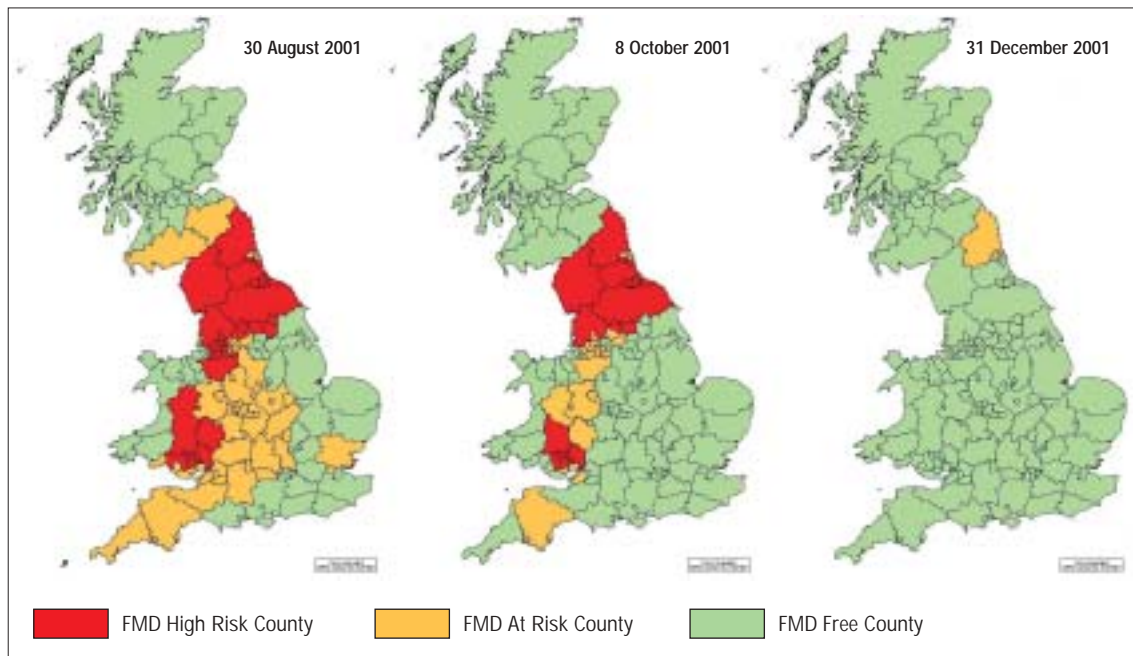 30 August 2001
8 October 2001
31 December 2001
FMD High Risk County
FMD At Risk County
FMD Free County